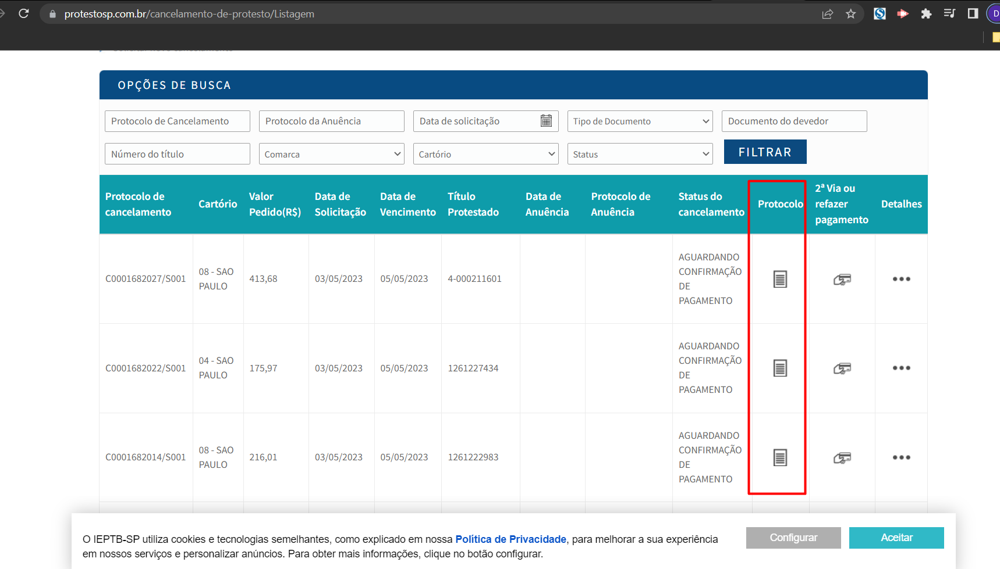 protestosp.com.br/cancelamento-de-protesto/Listagem
D
OPÇÕES DE BUSCA
Protocolo de Cancelamento
Protocolo da Anuência
Data de solicitação
Tipo de Documento
Documento do devedor
Número do título
Comarca
Cartório
Status
FILTRAR
Protocolo de
cancelamento
Cartório
Valor
Pedido(R$)
Data de
Solicitação
Data de
Vencimento
Título
Protestado
Data de
Anuência
Protocolo de
Anuência
Status do
cancelamento
Protocolo
2ª Via ou
refazer
pagamento
Detalhes
C0001682027/S001
08 - SAO
PAULO
413,68
03/05/2023
05/05/2023
4-000211601
AGUARDANDO
CONFIRMAÇÃO
DE
PAGAMENTO
C0001682022/S001
04 - SAO
PAULO
175,97
03/05/2023
05/05/2023
1261227434
AGUARDANDO
CONFIRMAÇÃO
DE
PAGAMENTO
C0001682014/S001
08 - SAO
PAULO
216,01
03/05/2023
05/05/2023
1261222983
AGUARDANDO
CONFIRMAÇÃO
DE
PAGAMENTO
O IEPTB-SP utiliza cookies e tecnologias semelhantes, como explicado em nossa Política de Privacidade, para melhorar a sua experiência
em nossos serviços e personalizar anúncios. Para obter mais informações, clique no botão configurar.
Configurar
Aceitar